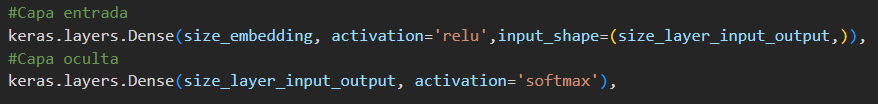 #Capa entrada
keras.layers.Dense(size_embedding, activation='relu',input_shape=(size_layer_input_output,)),
#Capa oculta
keras.layers.Dense(size_layer_input_output, activation='softmax'),